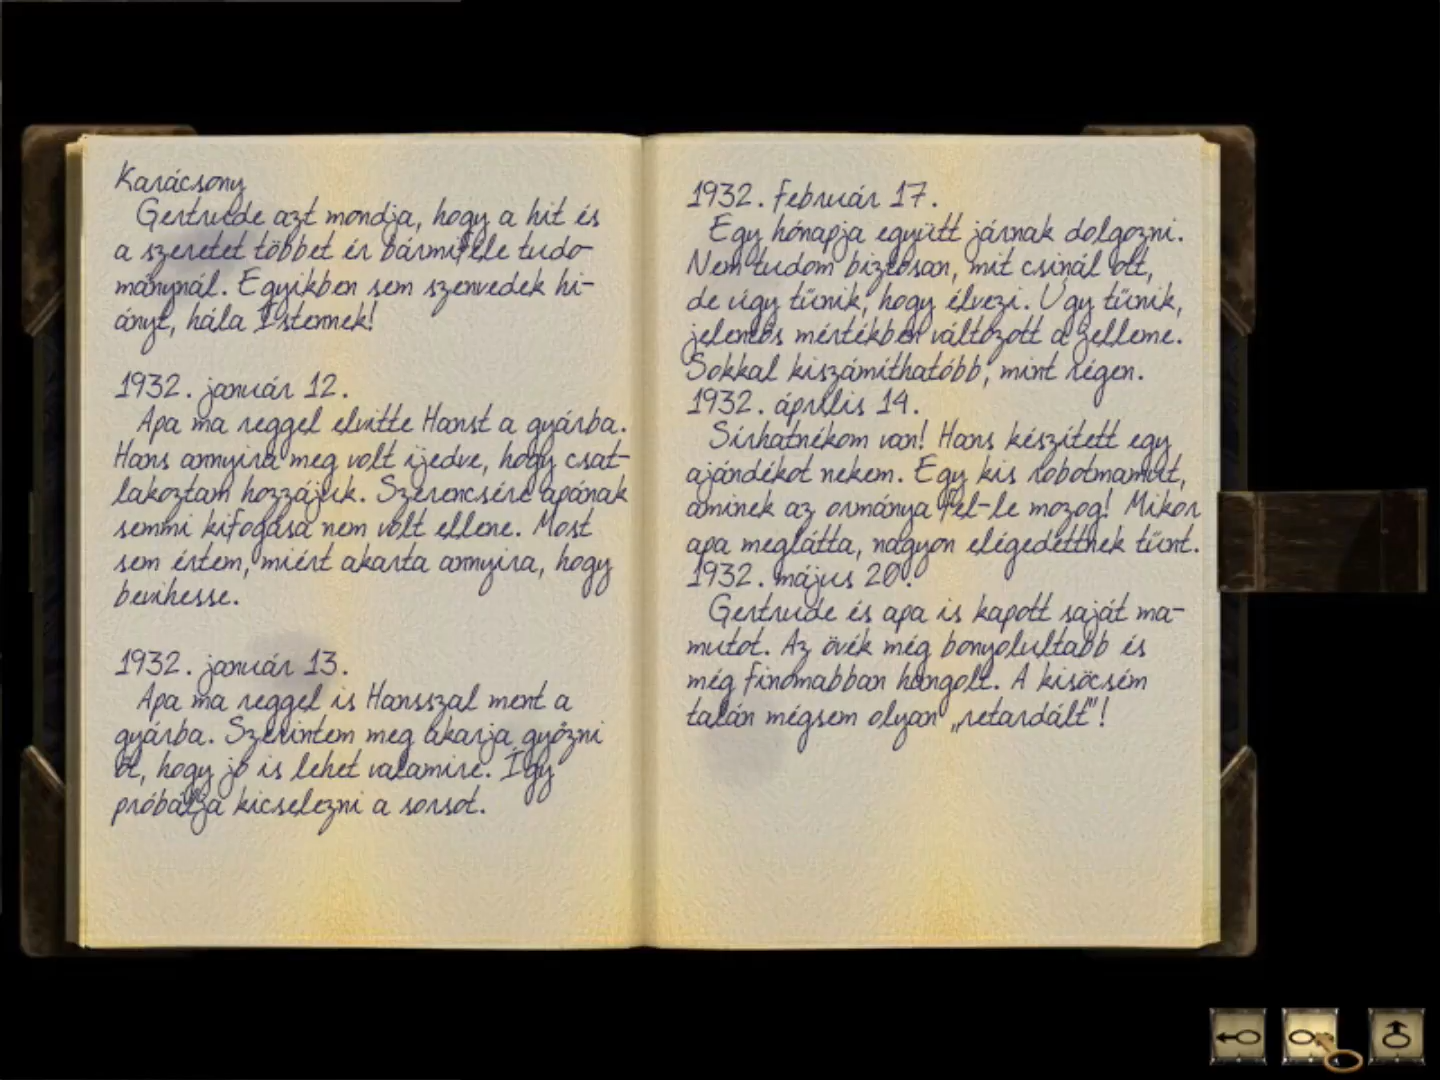 Karácsony
Gertrude azt mondja, hogy a hit és
a szeretet többet ér bármiféle tudo-
mánynál. Egyikben sem szenvedek hi-
ányt, hála Istennek!
1932. január 12.
Apa ma reggel elvitte Hanst a gyárba.
Hans annyira meg volt ijedve, hogy csat-
lakoztam hozzájuk. Szerencsére apának
semmi kifogása nem volt ellene. Most
sem értem, miért akarta annyira, hogy
bevihesse.
1932. január 13.
Apa ma reggel is Hansszal ment a
gyárba. Szerintem meg akarja győzni
őt, hogy jó is lehet valamire. Így
próbálja kicselezni a sorsot.
1932. február 17.
Egy hónapja együtt járnak dolgozni.
Nem tudom biztosan, mit csinál ott,
de úgy tűnik, hogy élvezi. Úgy tűnik,
jelentős mértékben változott a jelleme.
Sokkal kiszámíthatóbb, mint régen.
1932. április 14.
Sírhatnékom van! Hans készített egy
ajándékot nekem. Egy kis robotmamut,
aminek az ormánya fel-le mozog! Mikor
apa meglátta, nagyon elégedettnek tűnt.
1932. május 20.
Gertrude és apa is kapott saját ma-
mutot. Az övék még bonyolultabb és
még finomabban hangolt. A kisöcsém
talán mégsem olyan „retardált"!